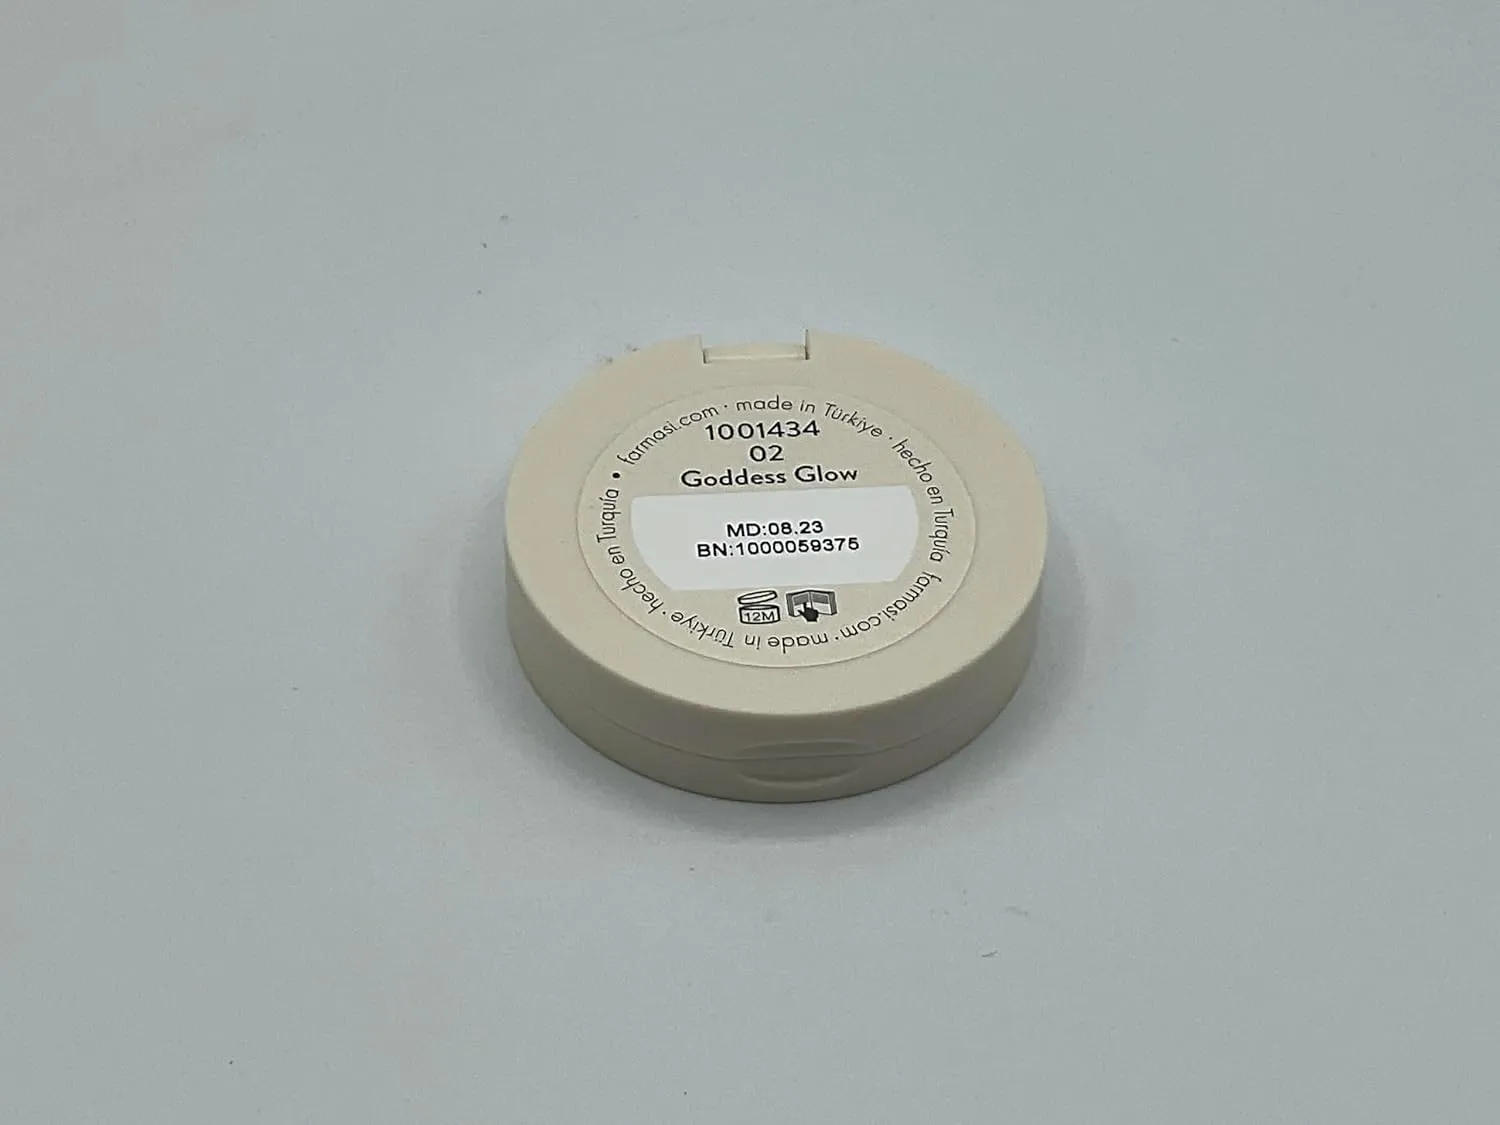 farmasi.com · made in Türkiye · hecho en Turquía farmasi.com · made in Türkiye · hecho en Turquía •
1001434
02
Goddess Glow
MD:08.23
BN:1000059375
12M